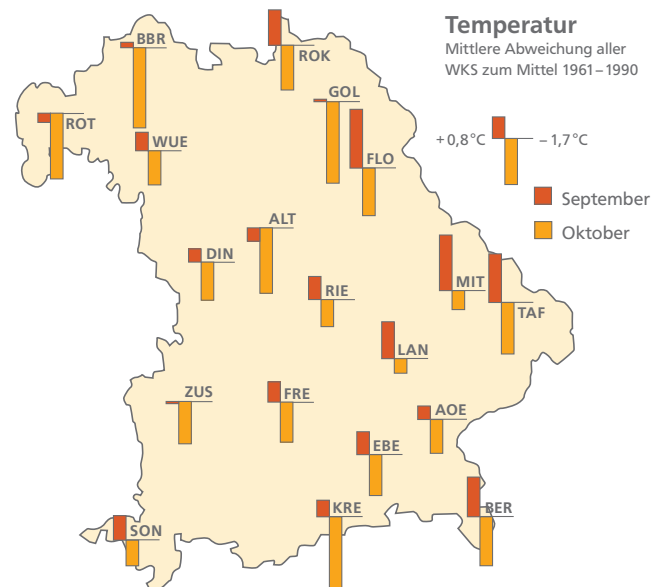 Temperatur
Mittlere Abweichung aller
WKS zum Mittel 1961–1990
+0,8°C
–1,7°C
September
Oktober
BBR
ROK
GOL
ROT
WUE
FLO
ALT
DIN
MIT
RIE
TAF
LAN
ZUS
FRE
AOE
EBE
KRE
BER
SON